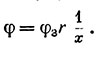 φ = φ₃r 1/x .